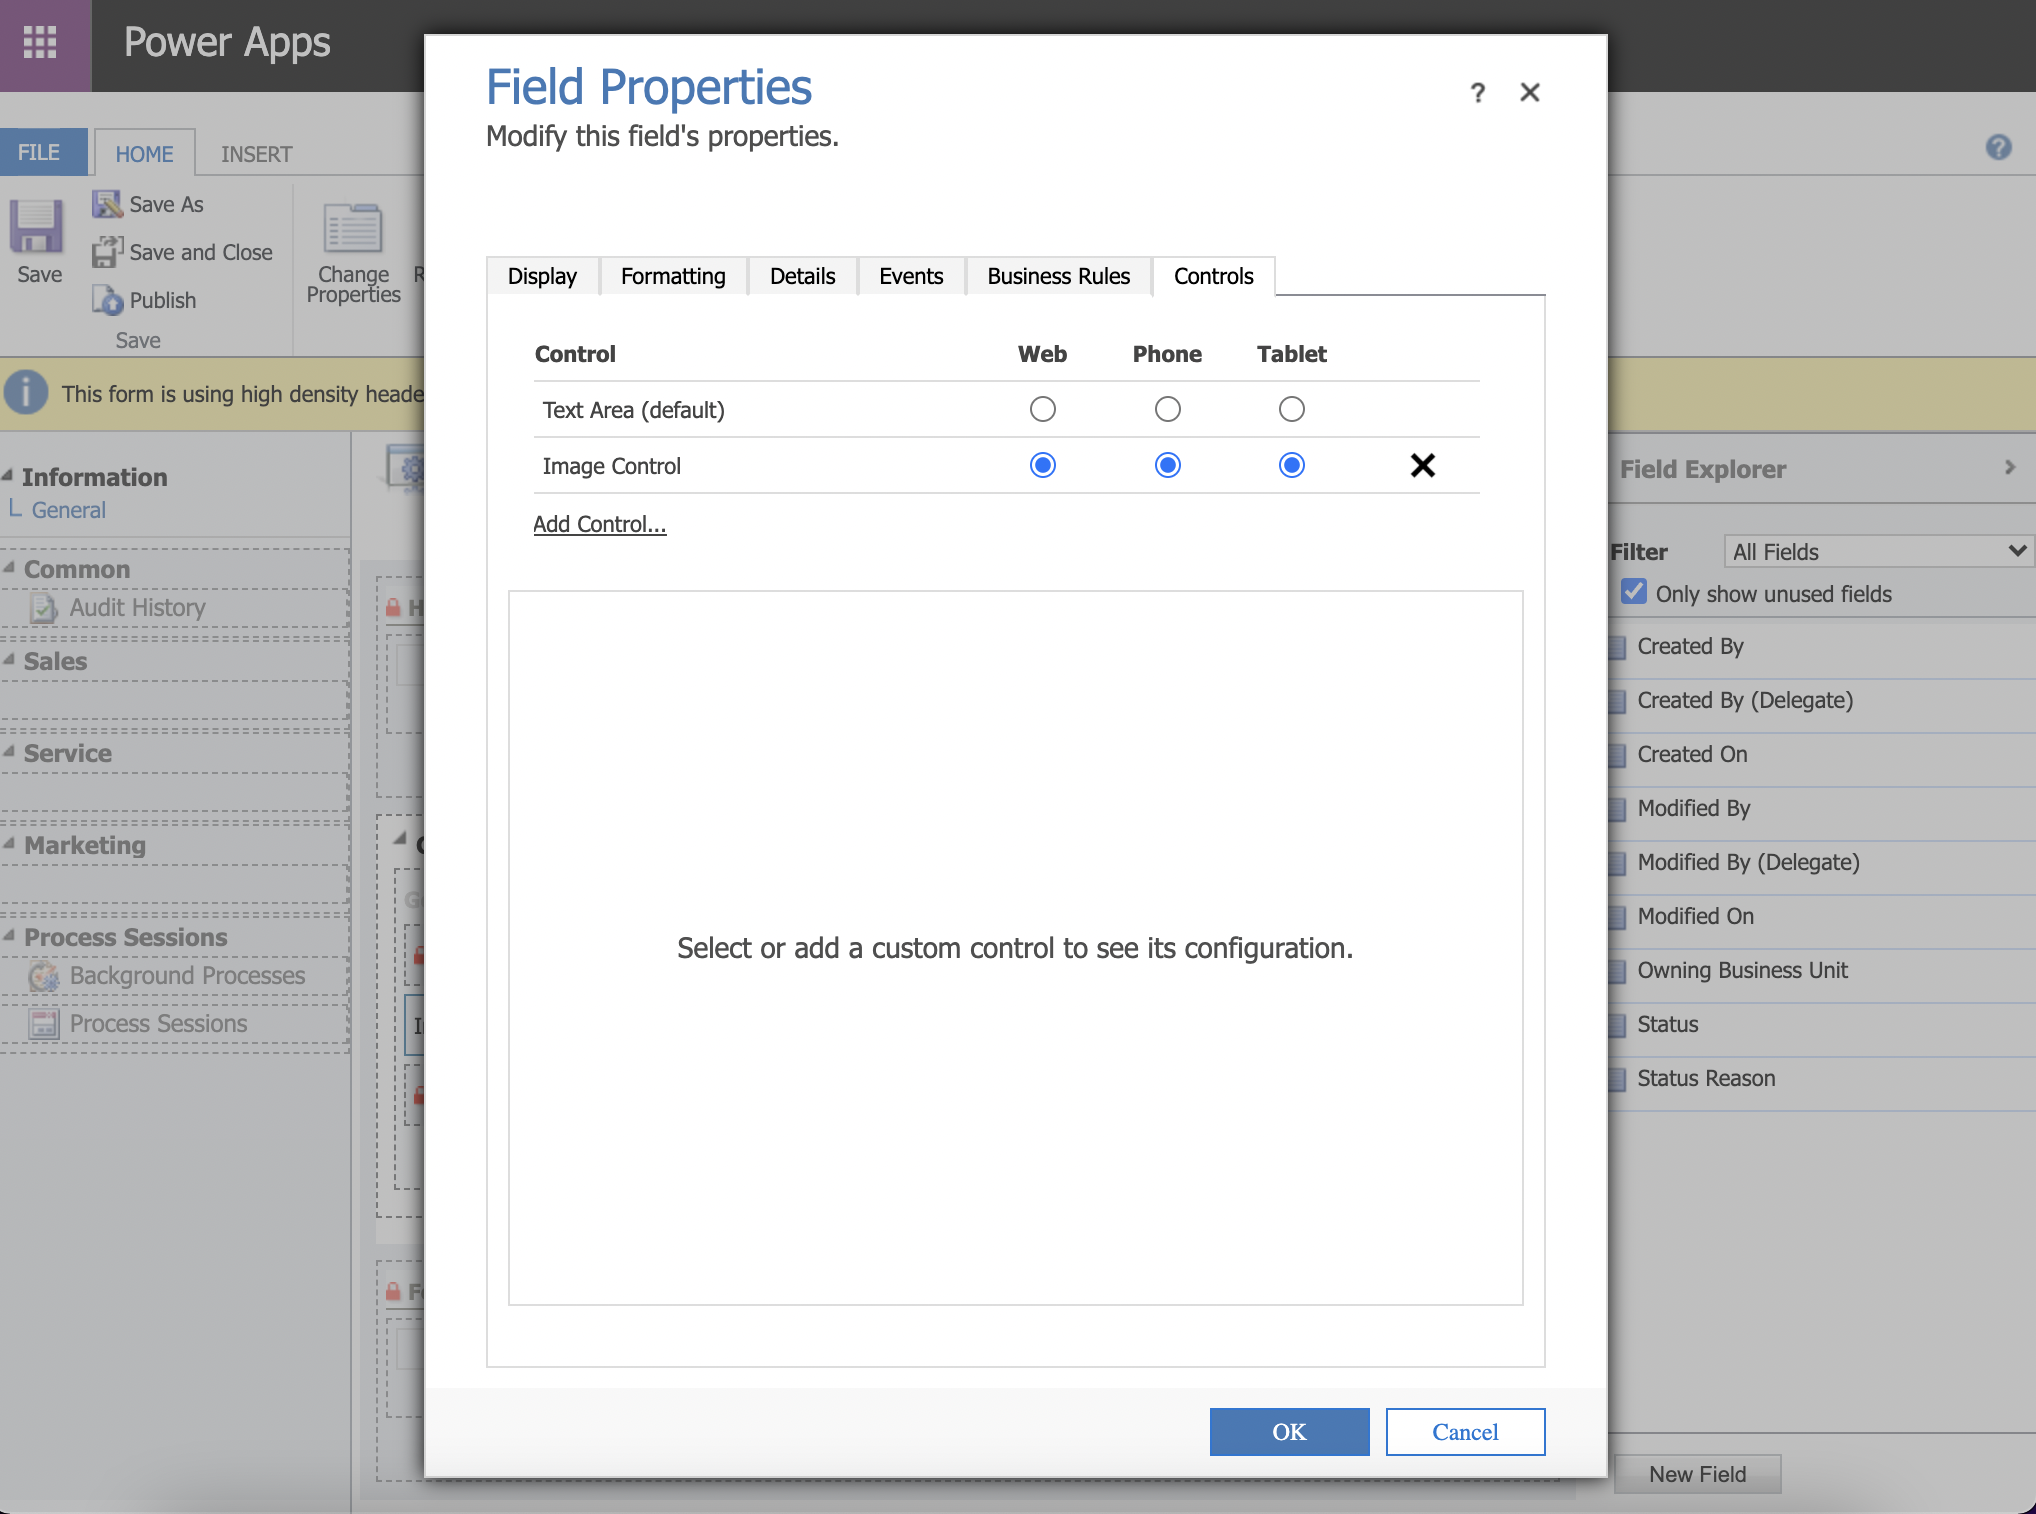 Power Apps
FILE
HOME
INSERT
Save
Save As
Save and Close
Publish
Save
Change
Properties
This form is using high density heade
Information
General
Common
Audit History
Sales
Service
Marketing
Process Sessions
Background Processes
Process Sessions
Field Properties
Modify this field's properties.
?
Display
Formatting
Details
Events
Business Rules
Controls
Control Web Phone Tablet
Text Area (default)
Image Control
Add Control...
Select or add a custom control to see its configuration.
OK
Cancel
?
Field Explorer
Filter
All Fields
Only show unused fields
Created By
Created By (Delegate)
Created On
Modified By
Modified By (Delegate)
Modified On
Owning Business Unit
Status
Status Reason
New Field